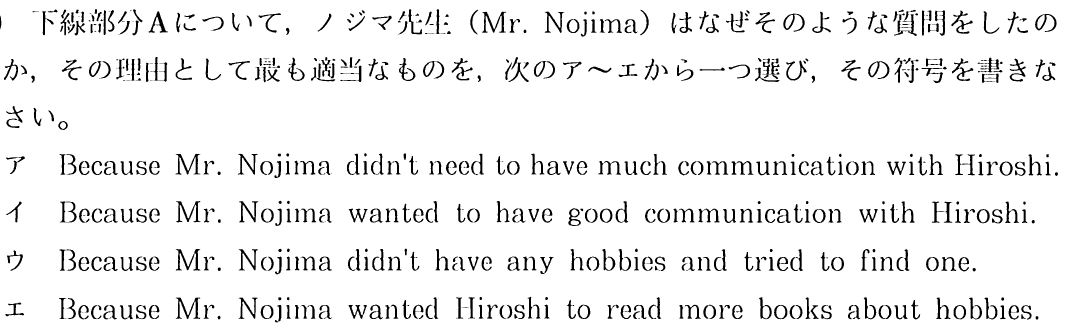 ) 下線部分Aについて，ノジマ先生（Mr. Nojima）はなぜそのような質問をしたの
か，その理由として最も適当なものを，次のア～エから一つ選び，その符号を書きな
さい。
ア Because Mr. Nojima didn't need to have much communication with Hiroshi.
イ Because Mr. Nojima wanted to have good communication with Hiroshi.
ウ Because Mr. Nojima didn't have any hobbies and tried to find one.
エ Because Mr. Nojima wanted Hiroshi to read more books about hobbies.